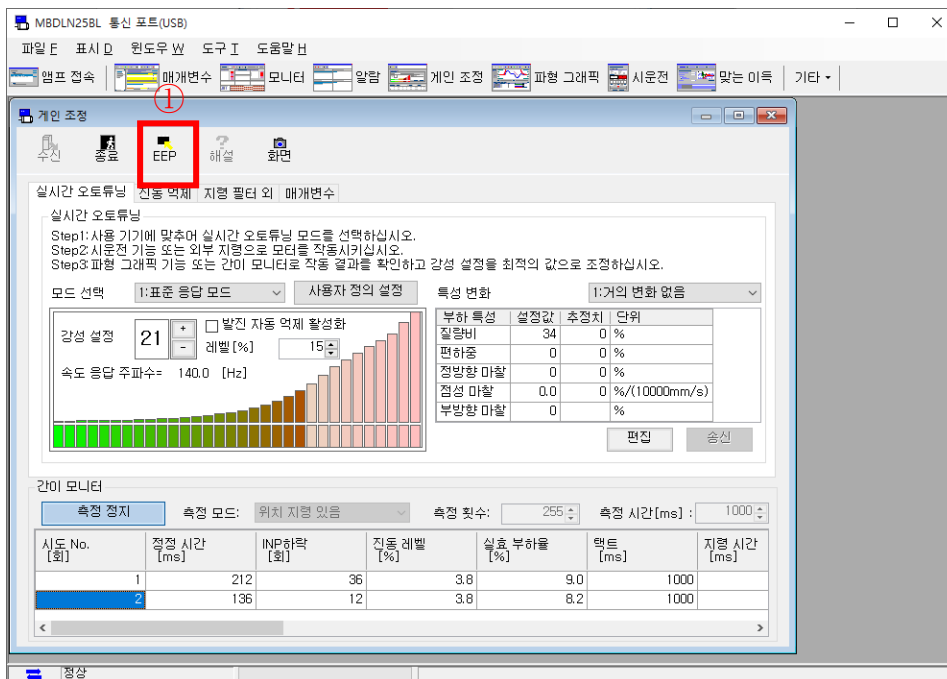 MBDLN25BL 통신 포트(USB)
파일 F 표시 D 윈도우 W 도구 T 도움말 H
앰프 접속 매개변수 모니터 알람 게인 조정 파형 그래픽 시운전 맞는 이득 기타
①
게인 조정
수신 종료 EEP 해설 화면
실시간 오토튜닝 진동 억제 지령 필터 외 매개변수
실시간 오토튜닝
Step1:사용 기기에 맞추어 실시간 오토튜닝 모드를 선택하십시오.
Step2:시운전 기능 또는 외부 지령으로 모터를 작동시키십시오.
Step3:파형 그래픽 기능 또는 간이 모니터로 작동 결과를 확인하고 강성 설정을 최적의 값으로 조정하십시오.
모드 선택 1:표준 응답 모드 사용자 정의 설정 특성 변화 1:거의 변화 없음
강성 설정 21 + - 발진 자동 억제 활성화
레벨[%] 15
속도 응답 주파수= 140.0 [Hz]
부하 특성 설정값 추정치 단위
질량비 34 0 %
편하중 0 0 %
정방향 마찰 0 0 %
점성 마찰 0.0 0 %/(10000mm/s)
부방향 마찰 0 %
편집 송신
간이 모니터
측정 정지 측정 모드: 위치 지령 있음 측정 횟수: 255 측정 시간[ms] : 1000
시도 No. 정정 시간 INP하락 진동 레벨 실효 부하율 택트 지령 시간
[회] [ms] [회] [%] [%] [ms] [ms]
1 212 36 3.8 9.0 1000
2 136 12 3.8 8.2 1000
정상